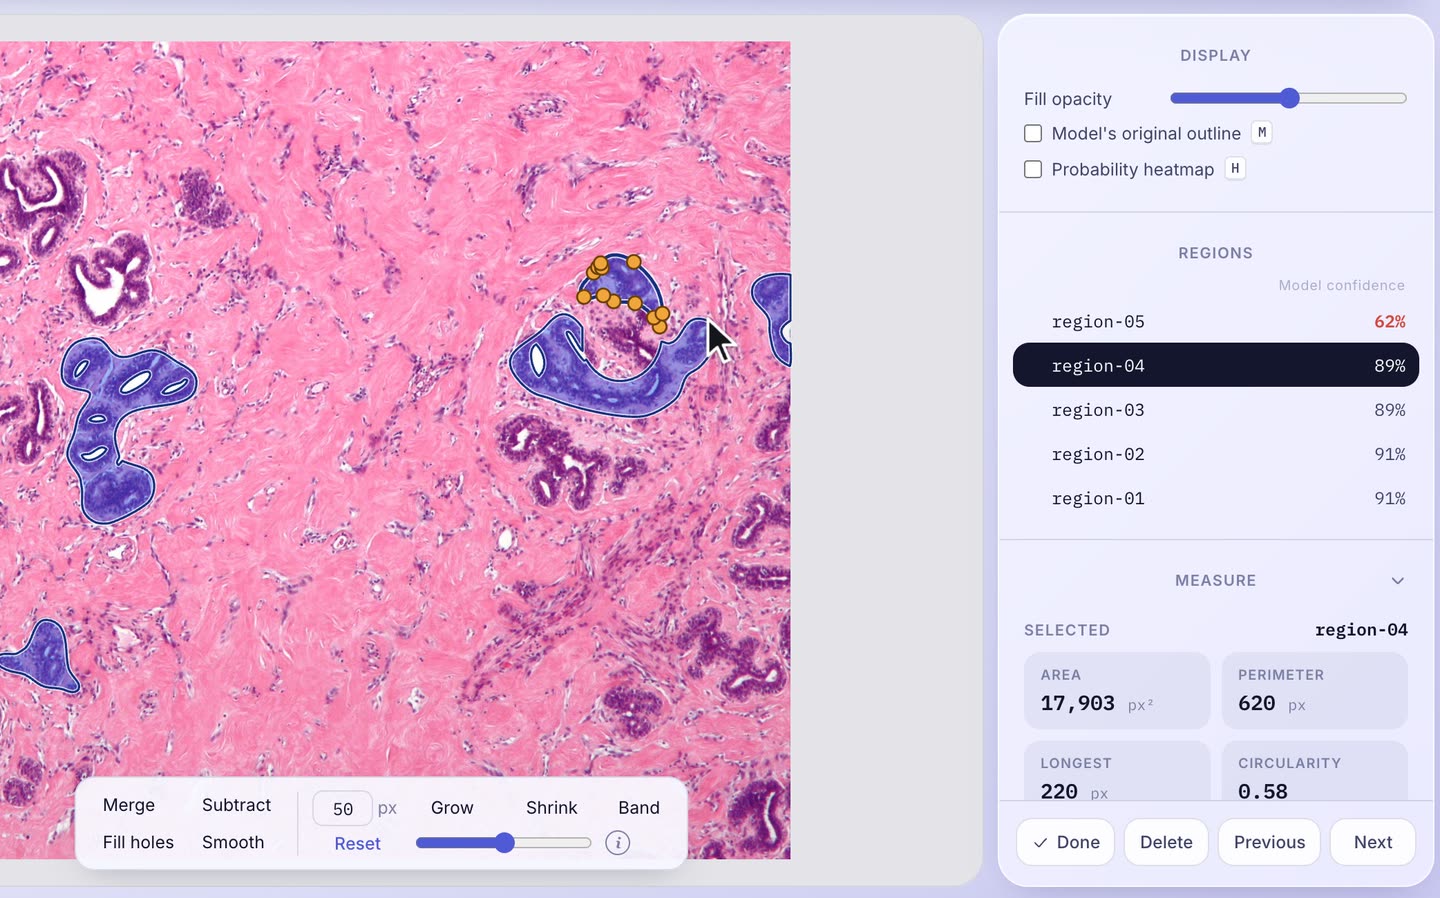 DISPLAY
Fill opacity
Model's original outline M
Probability heatmap H
REGIONS
Model confidence
region-05 62%
region-04 89%
region-03 89%
region-02 91%
region-01 91%
MEASURE
SELECTED region-04
AREA PERIMETER
17,903 px² 620 px
LONGEST CIRCULARITY
220 px 0.58
Done Delete Previous Next
Merge Subtract 50 px Grow Shrink Band
Fill holes Smooth Reset i